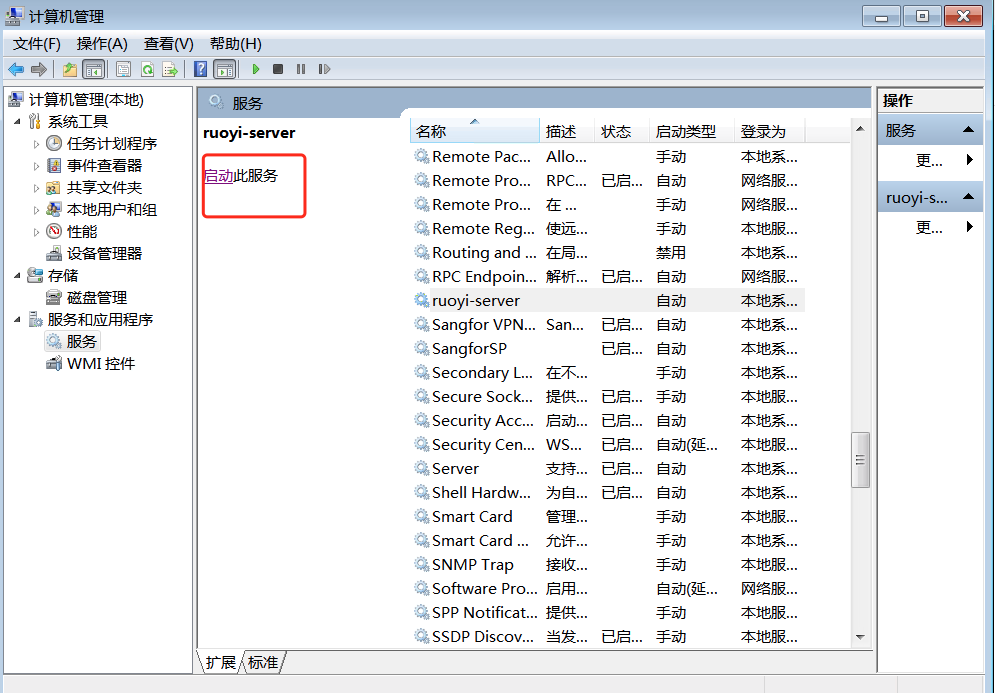 计算机管理
文件(F) 操作(A) 查看(V) 帮助(H)
计算机管理(本地)
系统工具
任务计划程序
事件查看器
共享文件夹
本地用户和组
性能
设备管理器
存储
磁盘管理
服务和应用程序
服务
WMI 控件
服务
ruoyi-server
启动此服务
名称 描述 状态 启动类型 登录为
Remote Pac... Allo... 手动 本地系...
Remote Pro... RPC... 已启... 自动 网络服...
Remote Pro... 在 ... 手动 网络服...
Remote Reg... 使远... 手动 本地服...
Routing and ... 在局... 禁用 本地系...
RPC Endpoin... 解析... 已启... 自动 网络服...
ruoyi-server 自动 本地系...
Sangfor VPN... San... 已启... 自动 本地系...
SangforSP 已启... 自动 本地系...
Secondary L... 在不... 手动 本地系...
Secure Sock... 提供... 已启... 手动 本地服...
Security Acc... 启动... 已启... 自动 本地系...
Security Cen... WS... 已启... 自动(延... 本地服...
Server 支持... 已启... 自动 本地系...
Shell Hardw... 为自... 已启... 自动 本地系...
Smart Card 管理... 手动 本地服...
Smart Card ... 允许... 手动 本地系...
SNMP Trap 接收... 手动 本地服...
Software Pro... 启用... 自动(延... 网络服...
SPP Notificat... 提供... 手动 本地服...
SSDP Discov... 当发... 已启... 手动 本地服...
扩展 标准
操作
服务
更...
ruoyi-s...
更...